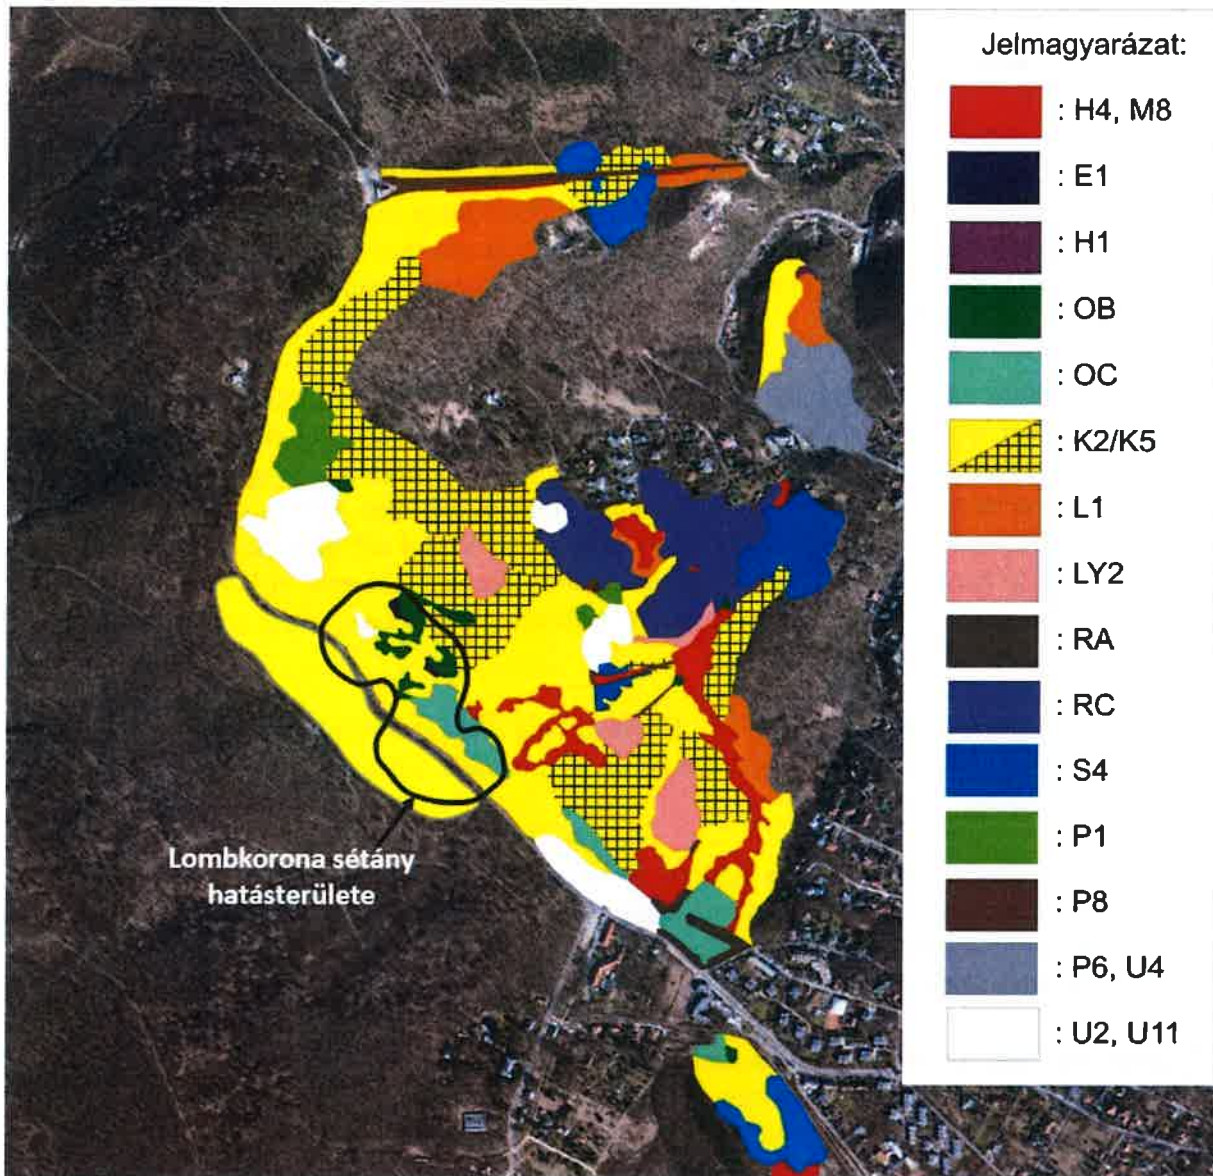 Jelmagyarázat:
: H4, M8
: E1
: H1
: OB
: OC
: K2/K5
: L1
: LY2
: RA
: RC
: S4
: P1
: P8
: P6, U4
: U2, U11
Lombkorona sétány
hatásterülete